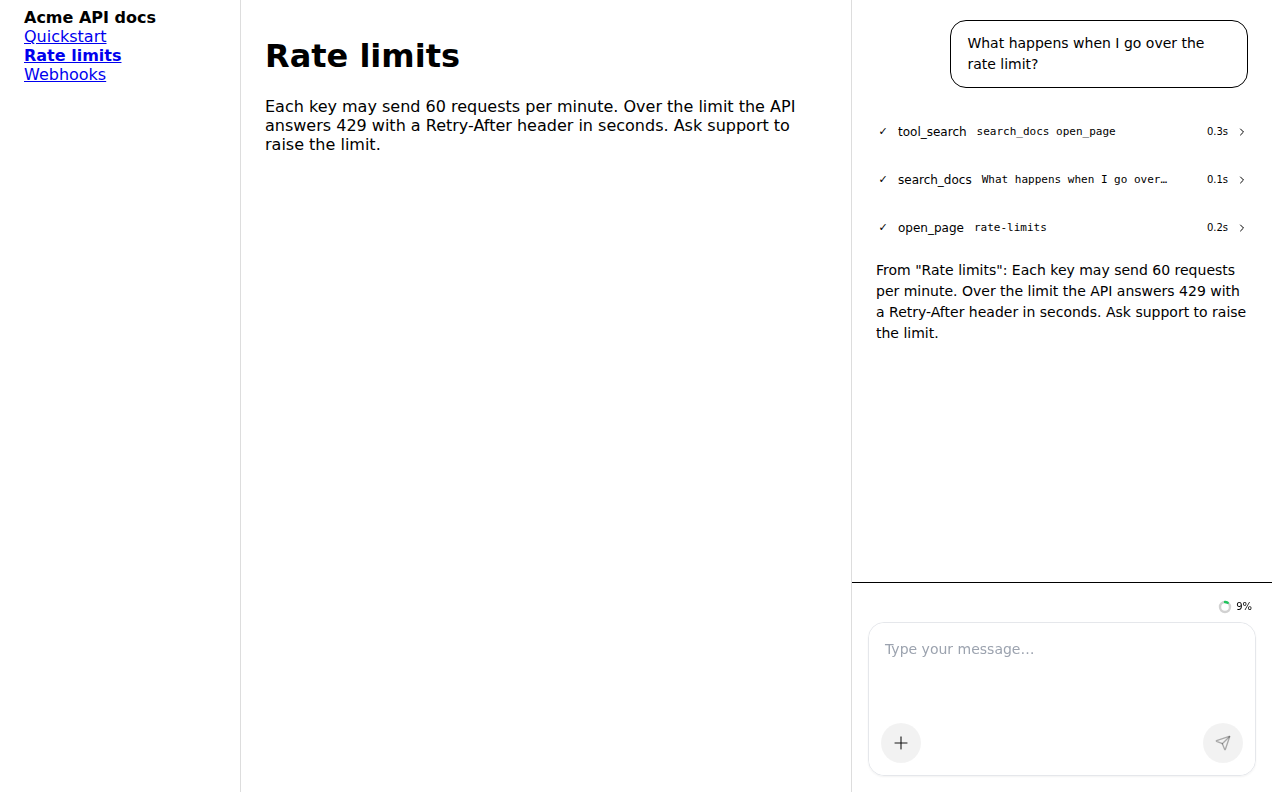 Acme API docs
Quickstart
Rate limits
Webhooks
Rate limits
Each key may send 60 requests per minute. Over the limit the API
answers 429 with a Retry-After header in seconds. Ask support to
raise the limit.
What happens when I go over the
rate limit?
✓ tool_search search_docs open_page 0.3s
✓ search_docs What happens when I go over… 0.1s
✓ open_page rate-limits 0.2s
From "Rate limits": Each key may send 60 requests
per minute. Over the limit the API answers 429 with
a Retry-After header in seconds. Ask support to raise
the limit.
9%
Type your message…